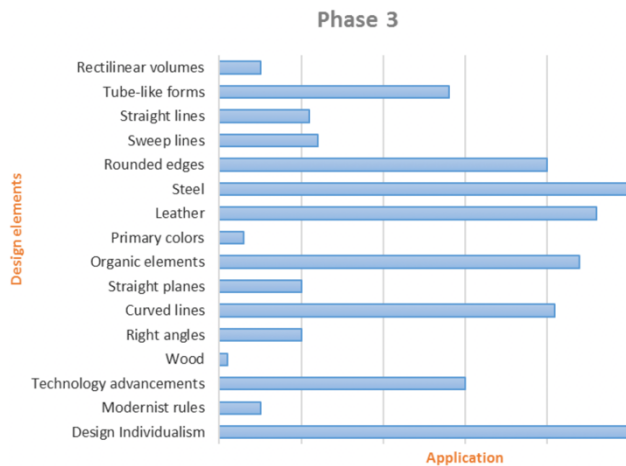 Phase 3
Design elements
Rectilinear volumes
Tube-like forms
Straight lines
Sweep lines
Rounded edges
Steel
Leather
Primary colors
Organic elements
Straight planes
Curved lines
Right angles
Wood
Technology advancements
Modernist rules
Design Individualism
Application